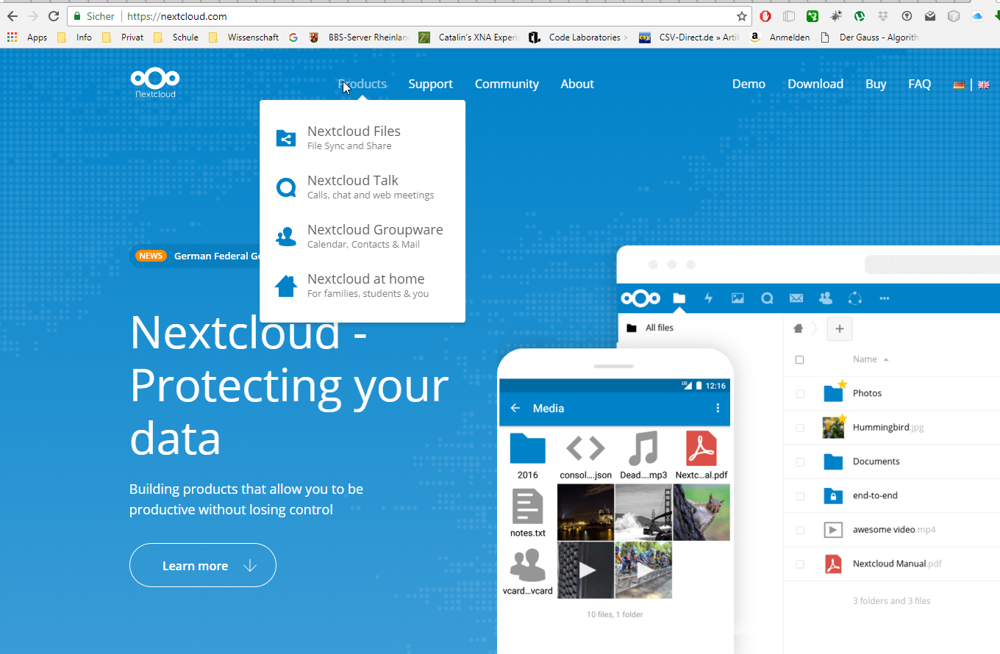 Sicher https://nextcloud.com
Apps Info Privat Schule Wissenschaft BBS-Server Rheinlan Catalin's XNA Experi Code Laboratories > CSV-Direct.de » Artik Anmelden Der Gauss - Algorith
Nextcloud
Products Support Community About Demo Download Buy FAQ
Nextcloud Files
File Sync and Share
Nextcloud Talk
Calls, chat and web meetings
Nextcloud Groupware
Calendar, Contacts & Mail
Nextcloud at home
For families, students & you
NEWS German Federal Go
Nextcloud -
Protecting your
data
Building products that allow you to be
productive without losing control
Learn more
All files
Name
Photos
Hummingbird.jpg
Documents
end-to-end
awesome video.mp4
Nextcloud Manual.pdf
3 folders and 3 files
LTE 12:16
Media
2016 consol....json Dead....mp3 Nextc...al.pdf
notes.txt
vcard...vcard
10 files, 1 folder